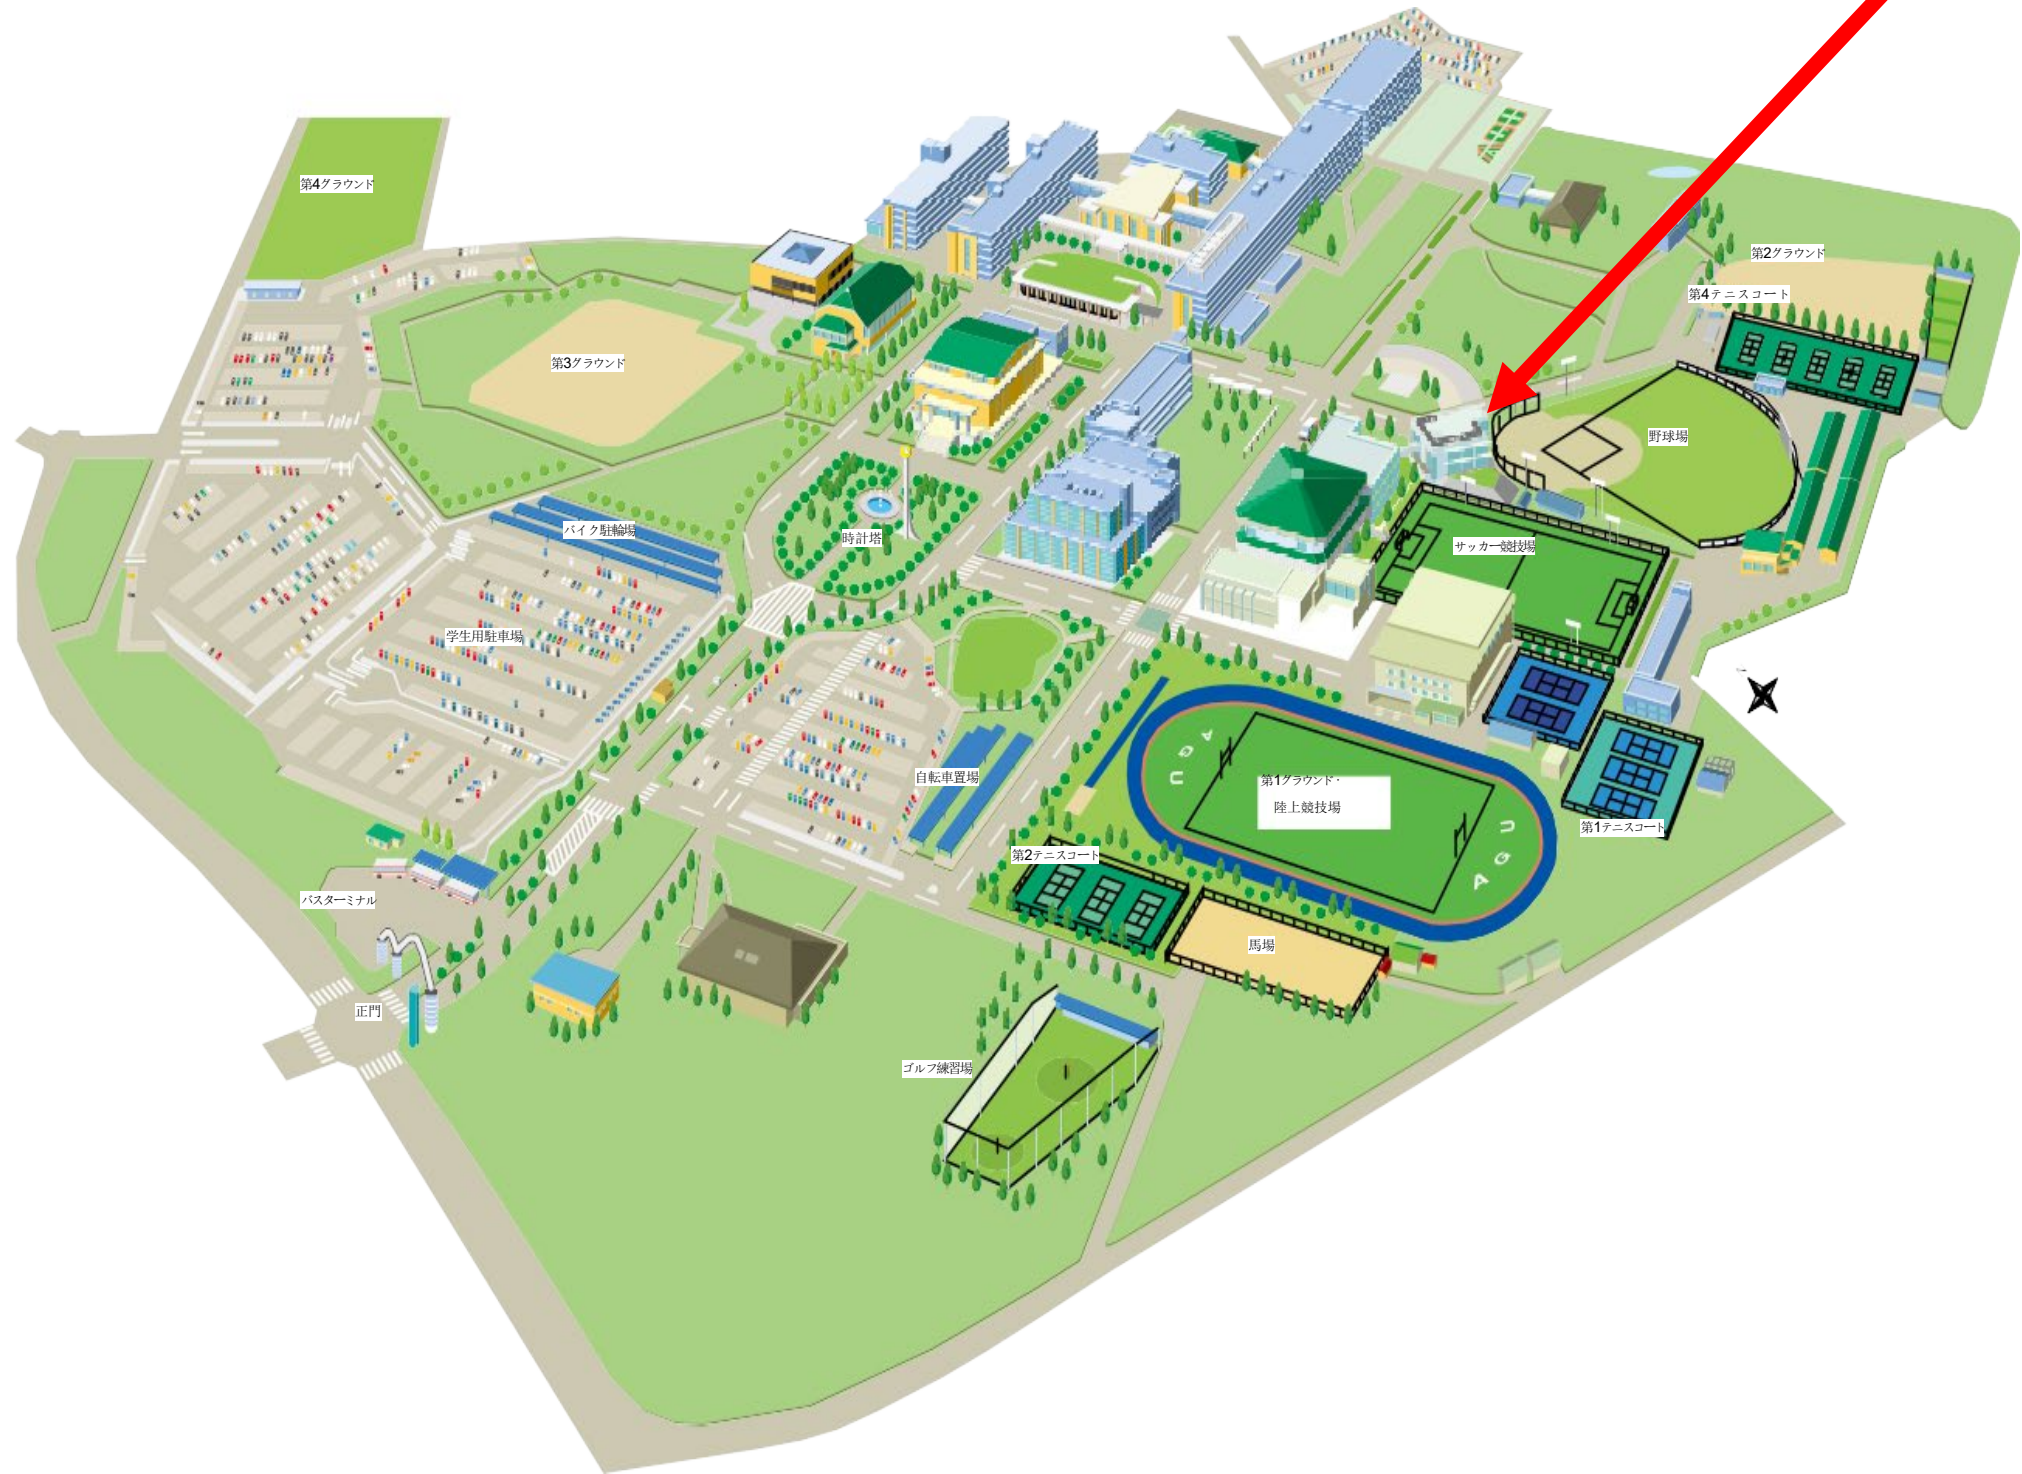 第4グラウンド
第2グラウンド
第4テニスコート
第3グラウンド
野球場
バイク駐輪場
時計塔
サッカー競技場
学生用駐車場
自転車置場
第1グラウンド・
陸上競技場
第1テニスコート
第2テニスコート
バスターミナル
馬場
正門
ゴルフ練習場
AGU
AGU